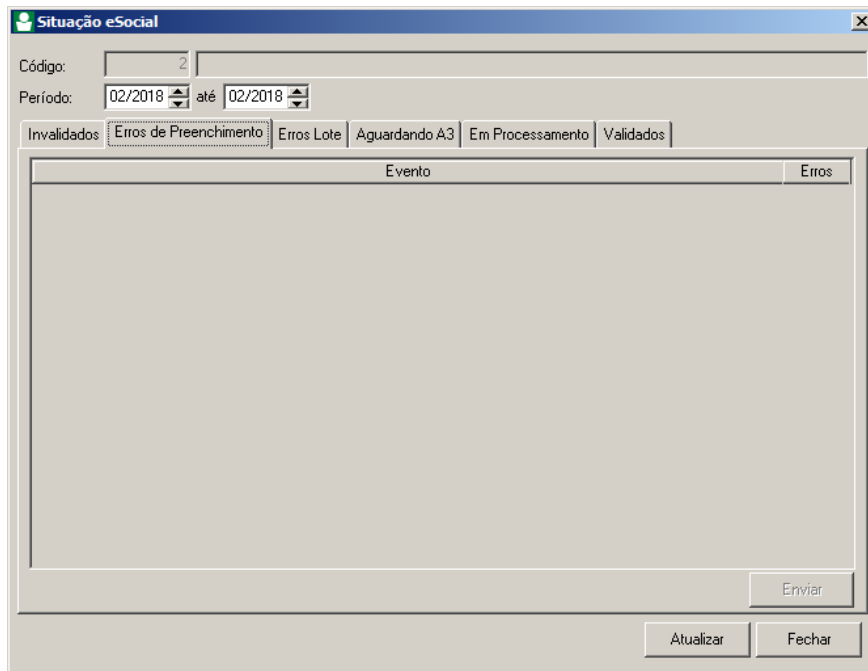 Situação eSocial
Código: 2
Período: 02/2018 até 02/2018
Invalidados Erros de Preenchimento Erros Lote Aguardando A3 Em Processamento Validados
Evento Erros
Enviar
Atualizar Fechar